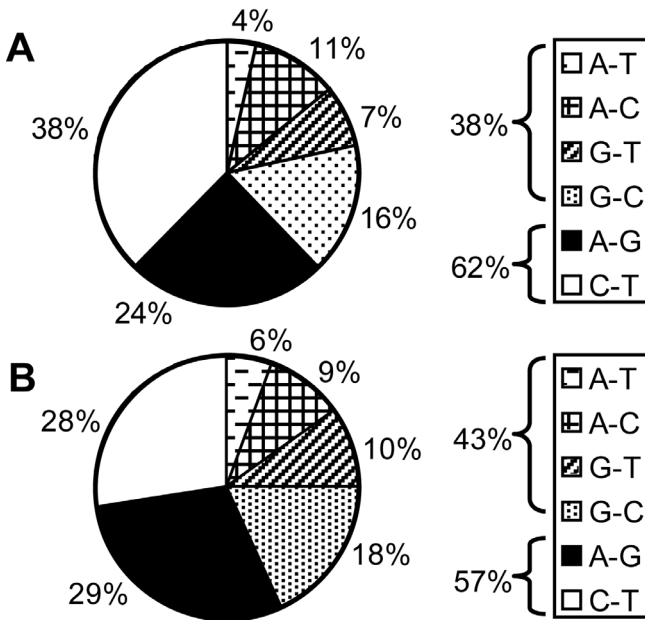 A
4%
11%
7%
16%
24%
38%
38%
62%
A-T
A-C
G-T
G-C
A-G
C-T
B
6%
9%
10%
18%
29%
28%
43%
57%
A-T
A-C
G-T
G-C
A-G
C-T